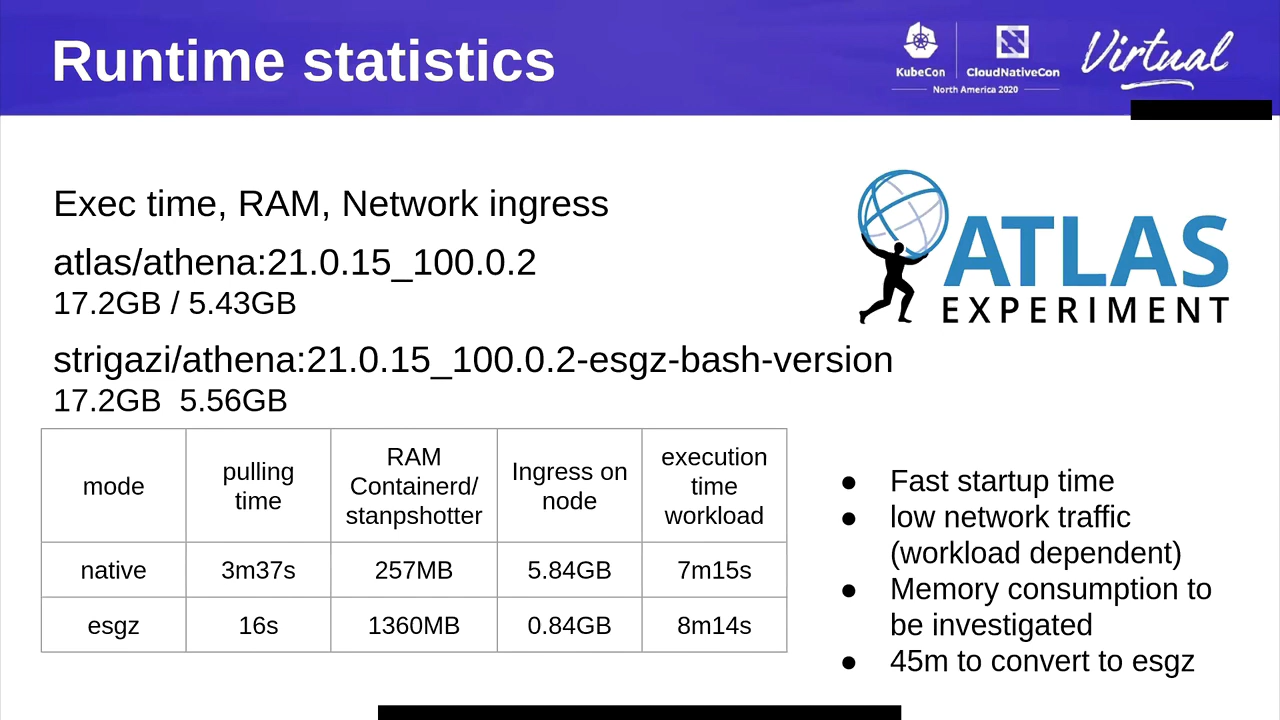 Runtime statistics
KubeCon
CloudNativeCon
North America 2020
Virtual
Exec time, RAM, Network ingress
atlas/athena:21.0.15_100.0.2
17.2GB / 5.43GB
ATLAS
EXPERIMENT
strigazi/athena:21.0.15_100.0.2-esgz-bash-version
17.2GB  5.56GB
mode
pulling
time
RAM
Containerd/
stanpshotter
Ingress on
node
execution
time
workload
native
3m37s
257MB
5.84GB
7m15s
esgz
16s
1360MB
0.84GB
8m14s
● Fast startup time
● low network traffic
(workload dependent)
● Memory consumption to
be investigated
● 45m to convert to esgz